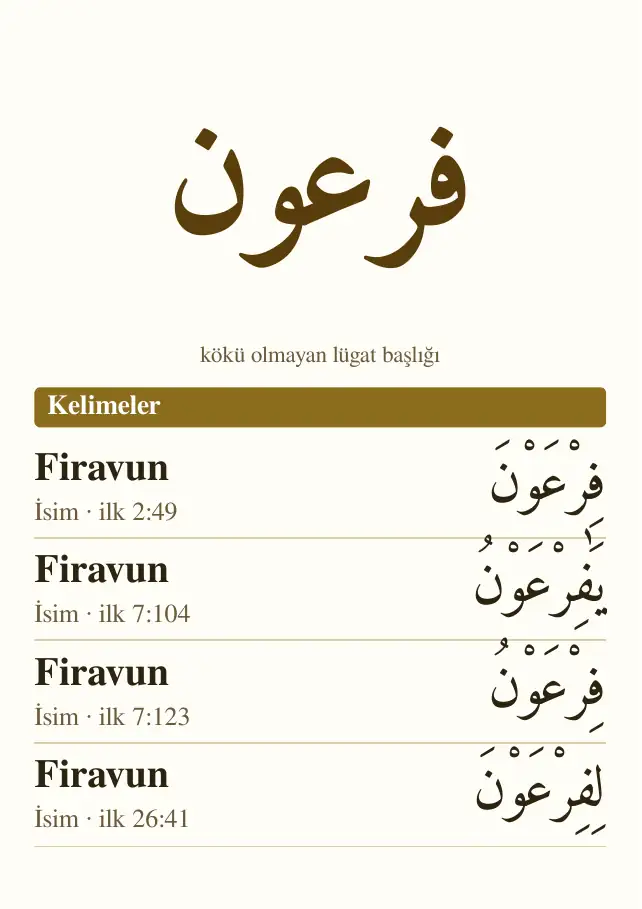 فرعون
kökü olmayan lügat başlığı
Kelimeler
Firavun فِرْعَوْنَ
İsim · ilk 2:49
Firavun يَٰفِرْعَوْنُ
İsim · ilk 7:104
Firavun فِرْعَوْنُ
İsim · ilk 7:123
Firavun لِفِرْعَوْنَ
İsim · ilk 26:41